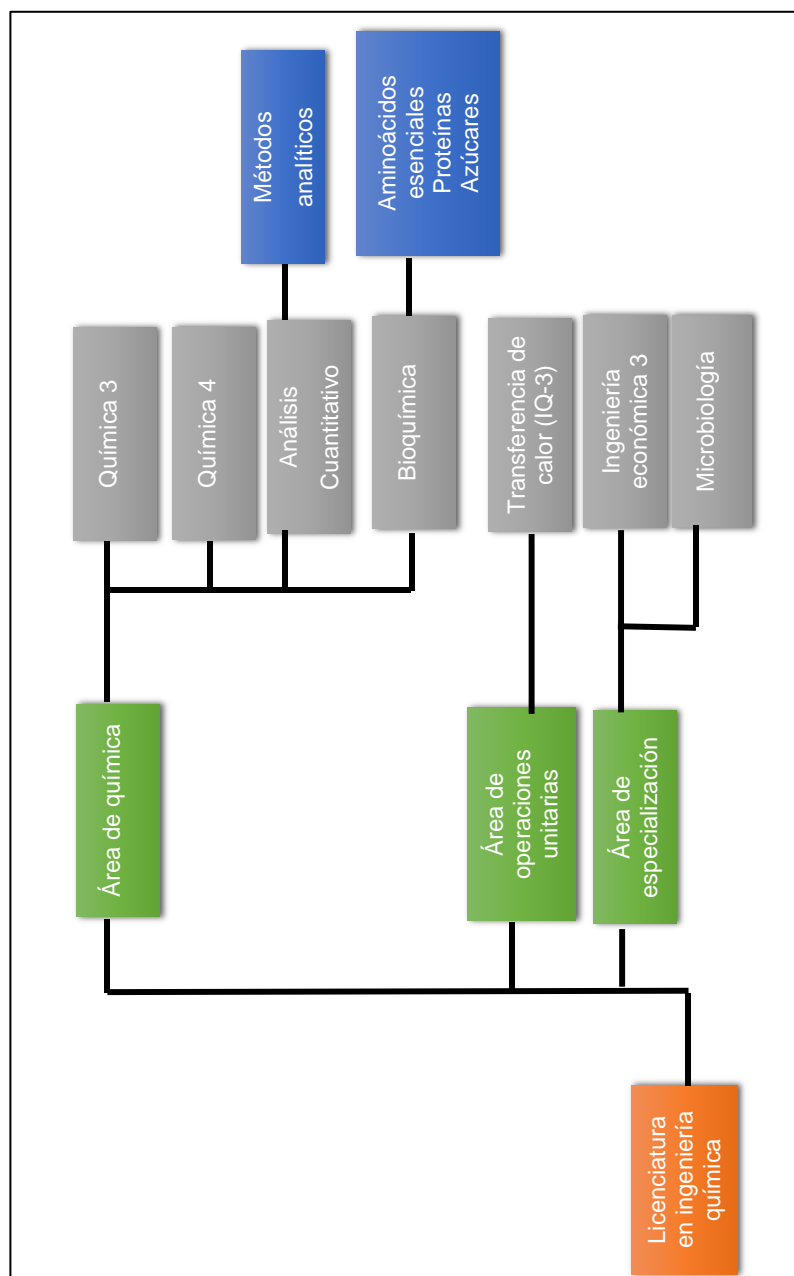 Licenciatura
en ingeniería
química
Área de química
Área de
operaciones
unitarias
Área de
especialización
Química 3
Química 4
Análisis
Cuantitativo
Bioquímica
Transferencia de
calor (IQ-3)
Ingeniería
económica 3
Microbiología
Métodos
analíticos
Aminoácidos
esenciales
Proteínas
Azúcares